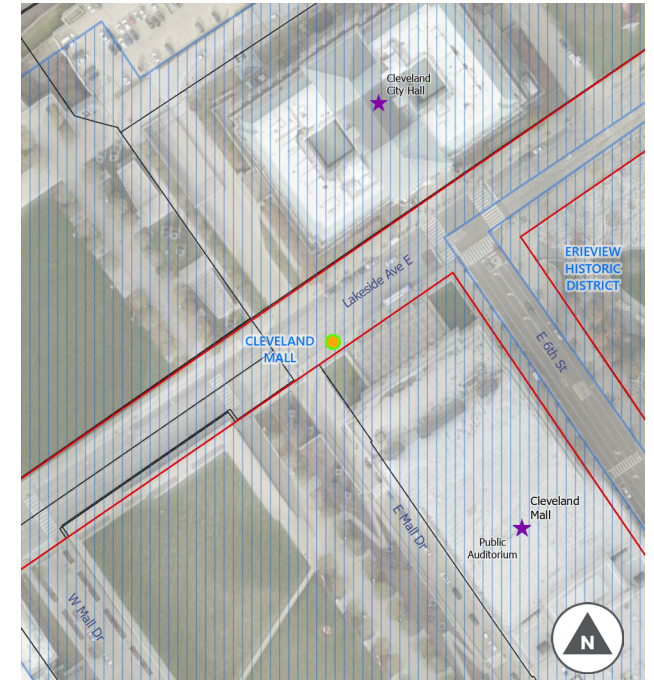 Cleveland
City Hall
ERIEVIEW
HISTORIC
DISTRICT
Lakeside Ave E
CLEVELAND
MALL
E 6th St
Cleveland
Mall
Public
Auditorium
E Mall Dr
W Mall Dr
N